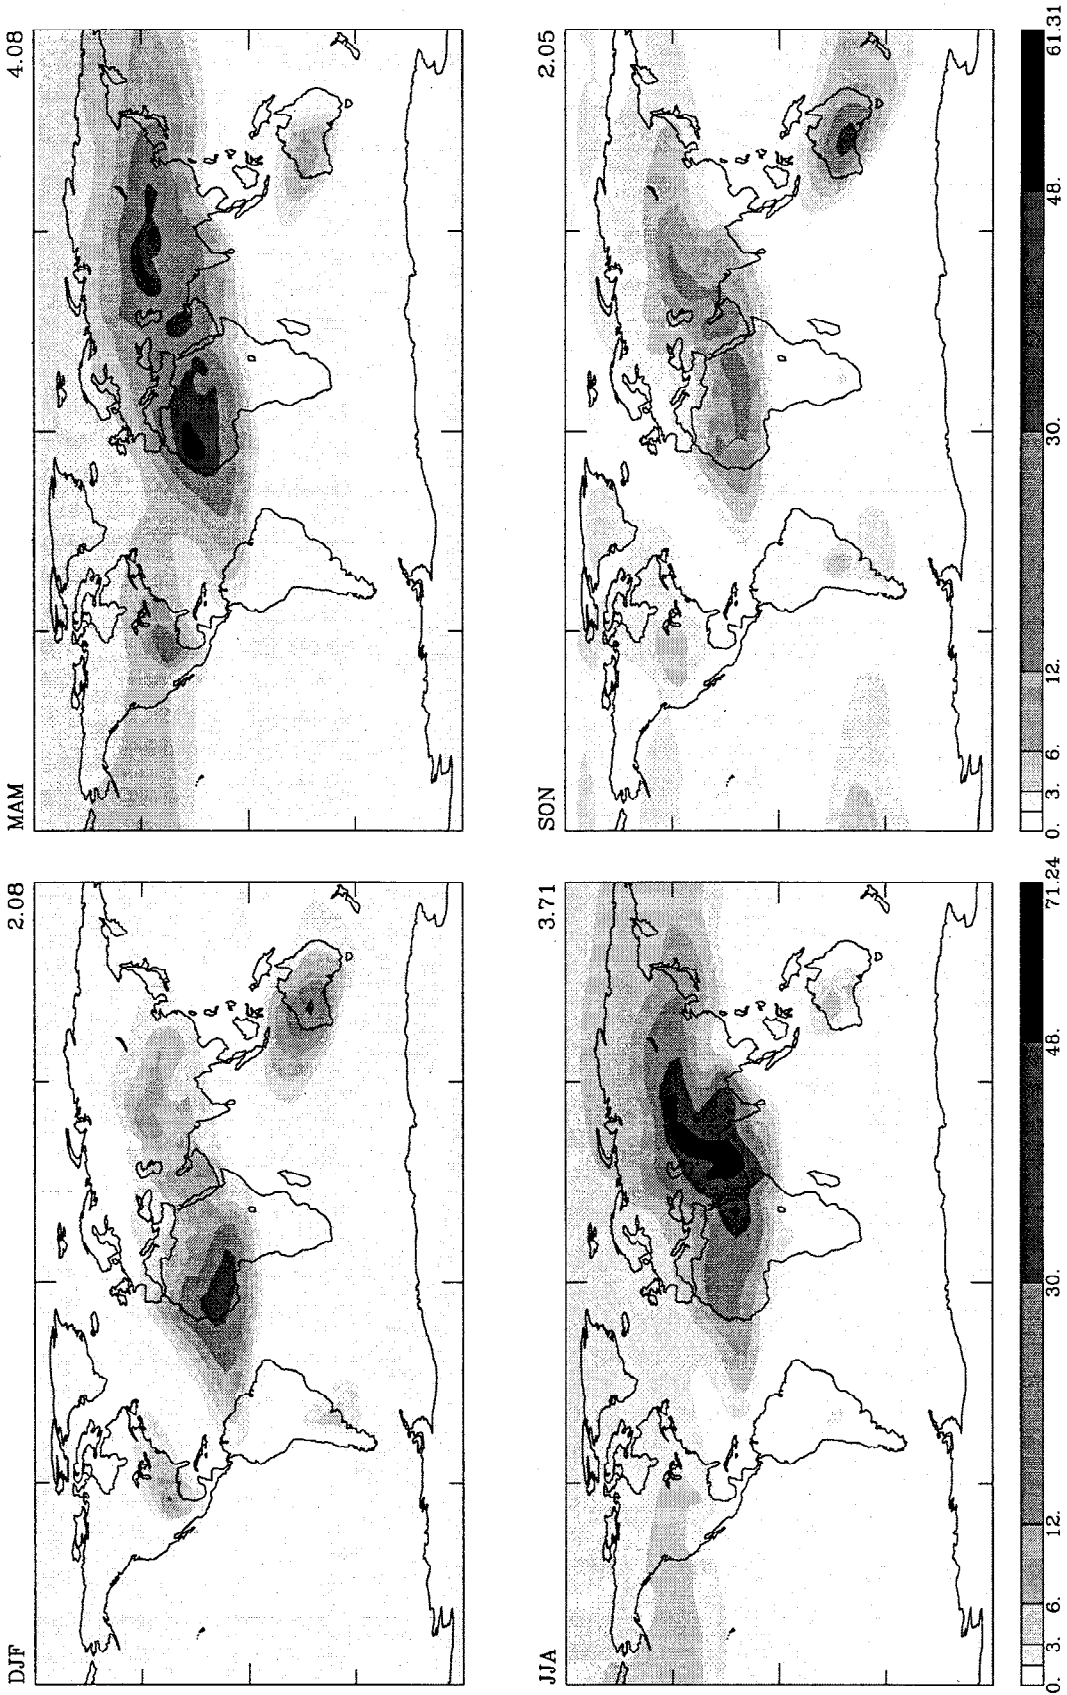 DJF 2.08
MAM 4.08
JJA 3.71
SON 2.05
0. 3. 6. 12. 30. 48. 71.24
0. 3. 6. 12. 30. 48. 61.31